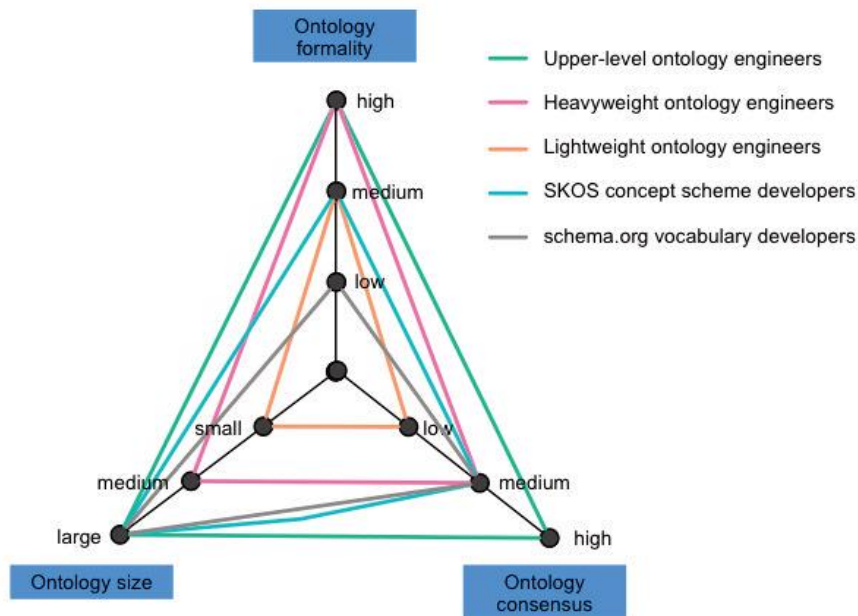 Ontology
formality
Upper-level ontology engineers
high
Heavyweight ontology engineers
Lightweight ontology engineers
medium
SKOS concept scheme developers
schema.org vocabulary developers
low
small
low
medium
medium
large
high
Ontology size
Ontology
consensus